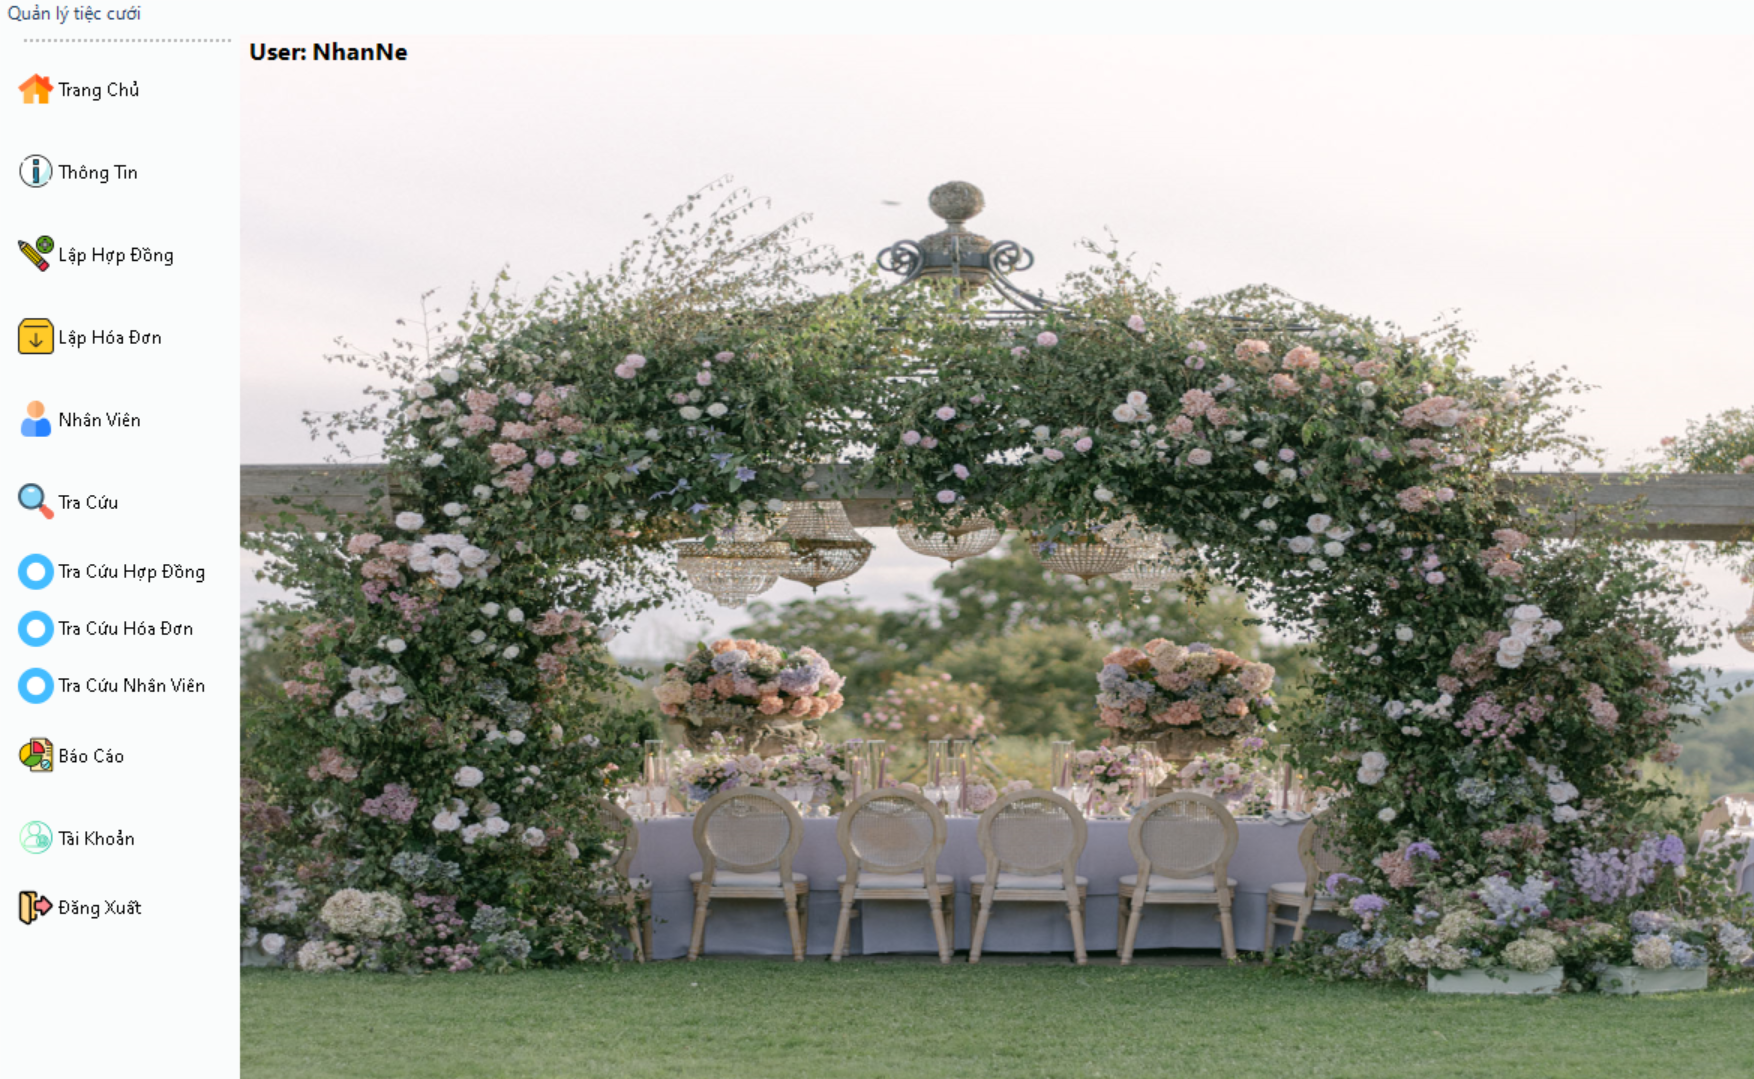 Quản lý tiệc cưới
User: NhanNe
Trang Chủ
Thông Tin
Lập Hợp Đồng
Lập Hóa Đơn
Nhân Viên
Tra Cứu
Tra Cứu Hợp Đồng
Tra Cứu Hóa Đơn
Tra Cứu Nhân Viên
Báo Cáo
Tài Khoản
Đăng Xuất